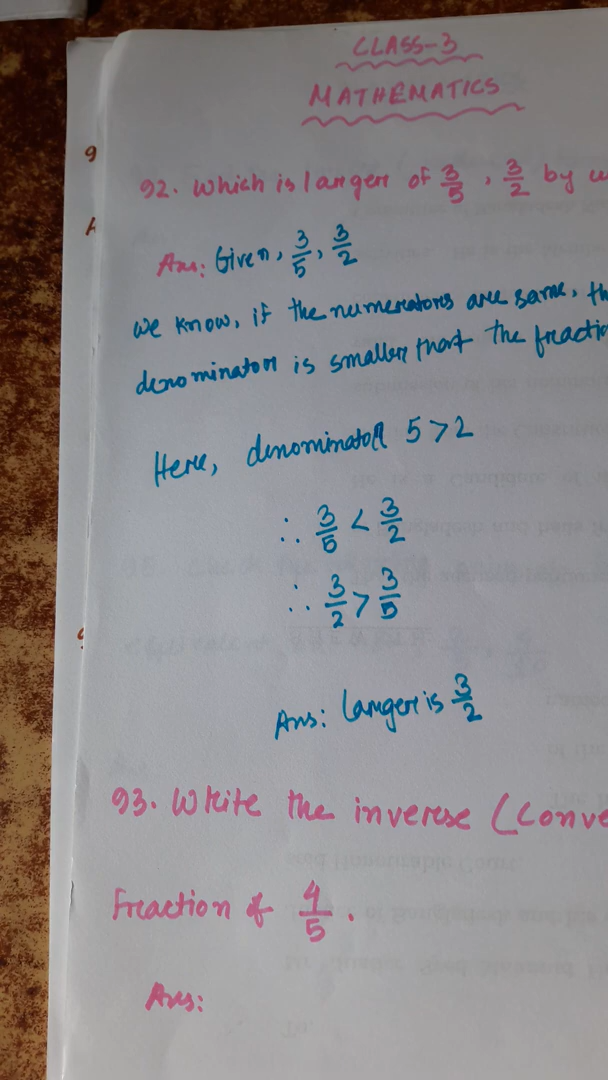 CLASS-3
MATHEMATICS
9
92. Which is larger of 3/5, 3/2 by
Ans: Given, 3/5, 3/2
we know, if the numerators are same, th
denominator is smaller that the fractio
Here, denominator 5>2
∴ 3/5 < 3/2
∴ 3/2 > 3/5
Ans: larger is 3/2
93. Write the inverse (Conve
Fraction of 4/5.
Ans: